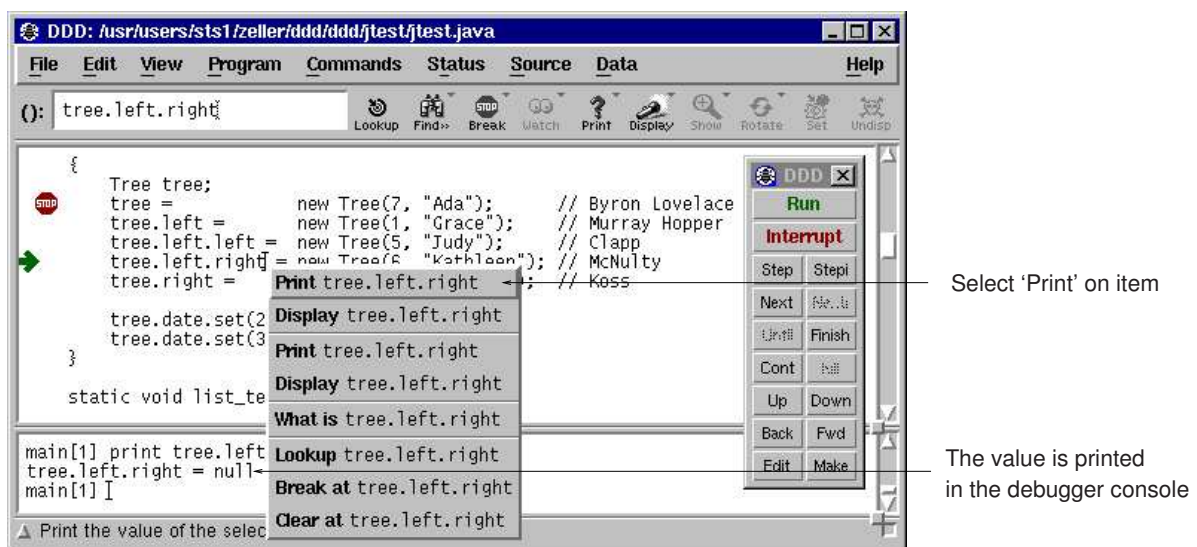 DDD: /usr/users/sts1/zeller/ddd/ddd/jtest/jtest.java
File Edit View Program Commands Status Source Data Help
(): tree.left.right
Lookup Find» Break Watch Print Display Show Rotate Set Undisp
{
Tree tree;
STOP tree = new Tree(7, "Ada"); // Byron Lovelace
tree.left = new Tree(1, "Grace"); // Murray Hopper
tree.left.left = new Tree(5, "Judy"); // Clapp
tree.left.right = new Tree(6, "Kathleen"); // McNulty
tree.right = ; // Koss
tree.date.set(2
tree.date.set(3
}
static void list_te
Print tree.left.right
Display tree.left.right
Print tree.left.right
Display tree.left.right
What is tree.left.right
Lookup tree.left.right
Break at tree.left.right
Clear at tree.left.right
DDD
Run
Interrupt
Step Stepi
Next
Until Finish
Cont Kill
Up Down
Back Fwd
Edit Make
main[1] print tree.left
tree.left.right = null
main[1]
Print the value of the selec
Select ‘Print’ on item
The value is printed
in the debugger console